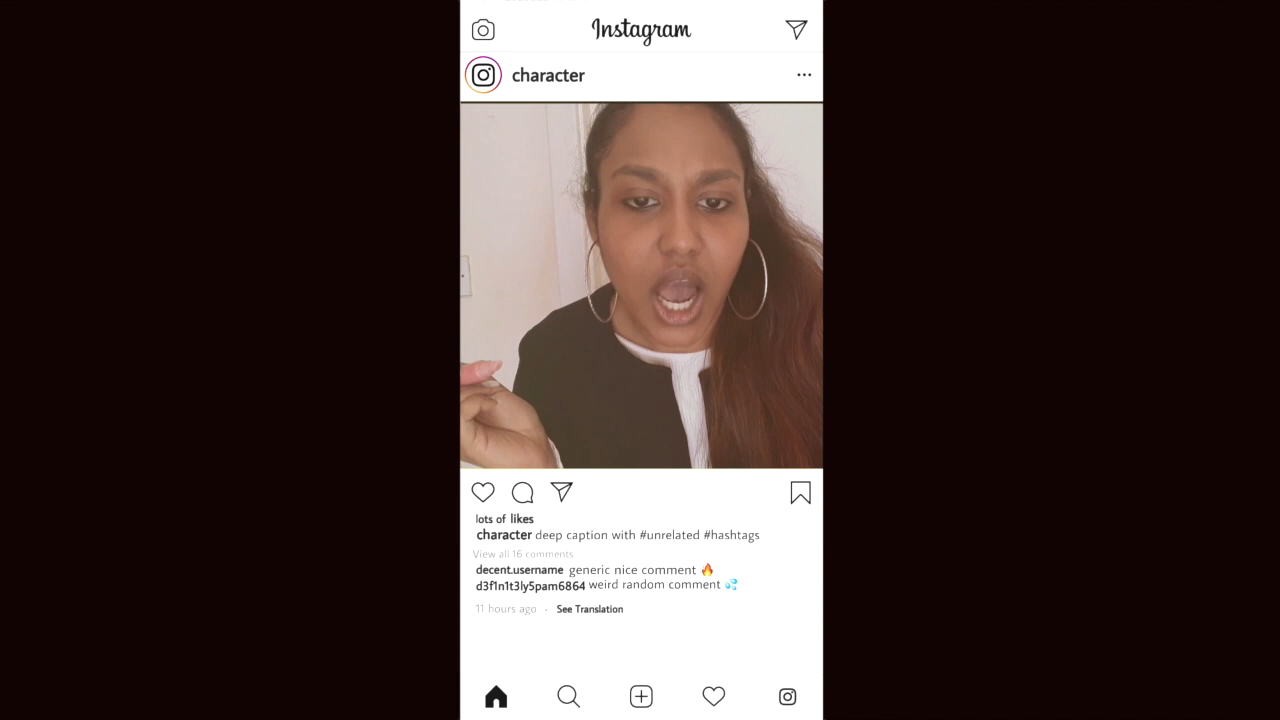 Instagram
character
lots of likes
character deep caption with #unrelated #hashtags
View all 16 comments
decent.username generic nice comment 🔥
d3f1n1t3ly5pam6864 weird random comment 💦
11 hours ago · See Translation